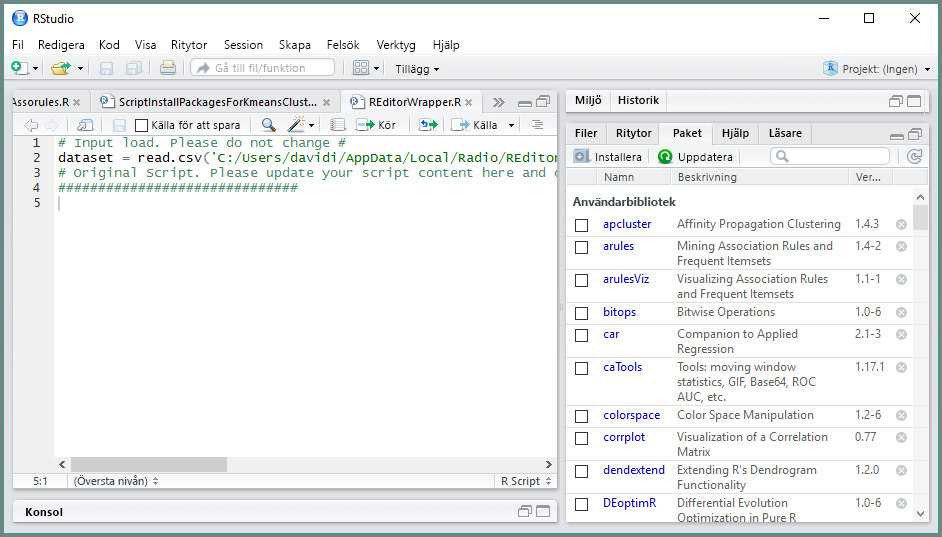 RStudio
Fil Redigera Kod Visa Ritytor Session Skapa Felsök Verktyg Hjälp
Gå till fil/funktion Tillägg Projekt: (Ingen)
Assorules.R ScriptInstallPackagesForKmeansClust... REditorWrapper.R
Källa för att spara Kör Källa
1 # Input load. Please do not change #
2 dataset = read.csv('C:/Users/davidi/AppData/Local/Radio/REditor
3 # Original Script. Please update your script content here and
4 ##############################
5
5:1 (Översta nivån) R Script
Konsol
Miljö Historik
Filer Ritytor Paket Hjälp Läsare
Installera Uppdatera
Namn Beskrivning Ver...
Användarbibliotek
apcluster Affinity Propagation Clustering 1.4.3
arules Mining Association Rules and 1.4-2
Frequent Itemsets
arulesViz Visualizing Association Rules 1.1-1
and Frequent Itemsets
bitops Bitwise Operations 1.0-6
car Companion to Applied 2.1-3
Regression
caTools Tools: moving window 1.17.1
statistics, GIF, Base64, ROC
AUC, etc.
colorspace Color Space Manipulation 1.2-6
corrplot Visualization of a Correlation 0.77
Matrix
dendextend Extending R's Dendrogram 1.2.0
Functionality
DEoptimR Differential Evolution 1.0-6
Optimization in Pure R